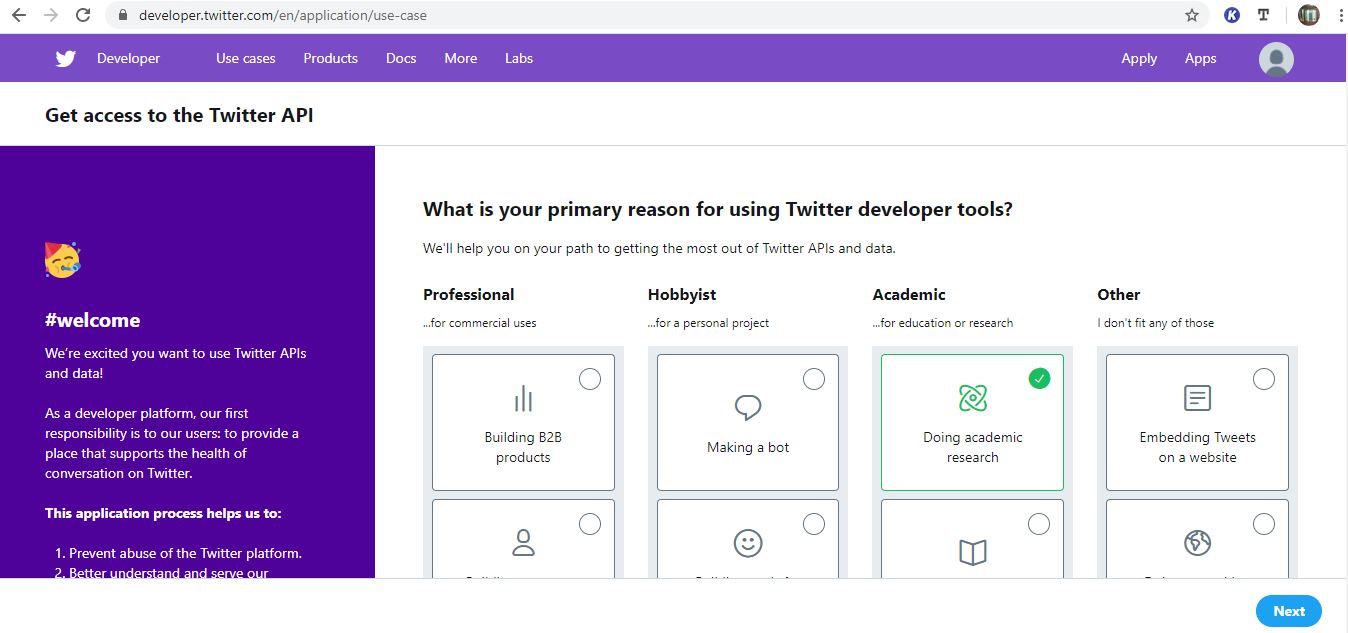 developer.twitter.com/en/application/use-case
K T
Developer Use cases Products Docs More Labs Apply Apps
Get access to the Twitter API
#welcome
We're excited you want to use Twitter APIs
and data!
As a developer platform, our first
responsibility is to our users: to provide a
place that supports the health of
conversation on Twitter.
This application process helps us to:
1. Prevent abuse of the Twitter platform.
2. Better understand and serve our
What is your primary reason for using Twitter developer tools?
We'll help you on your path to getting the most out of Twitter APIs and data.
Professional
...for commercial uses
Building B2B
products
Hobbyist
...for a personal project
Making a bot
Academic
...for education or research
Doing academic
research
Other
I don't fit any of those
Embedding Tweets
on a website
Next